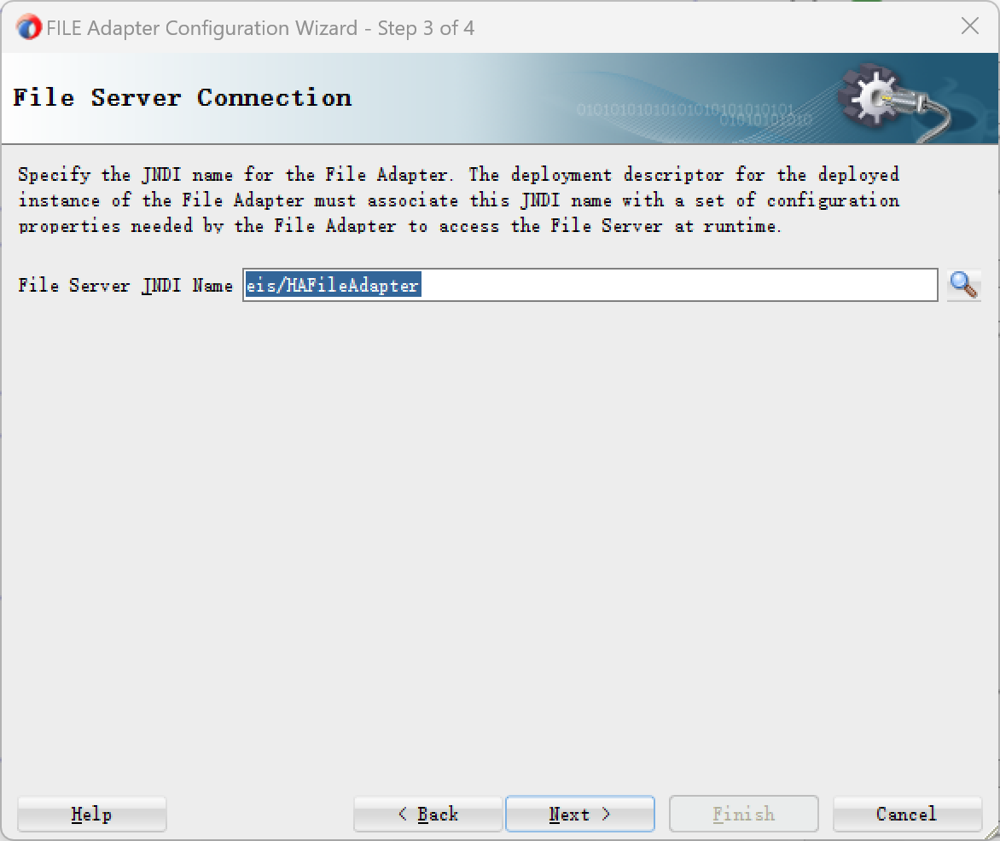 FILE Adapter Configuration Wizard - Step 3 of 4
File Server Connection
010101010101010101010101
01010101010
Specify the JNDI name for the File Adapter. The deployment descriptor for the deployed
instance of the File Adapter must associate this JNDI name with a set of configuration
properties needed by the File Adapter to access the File Server at runtime.
File Server JNDI Name eis/HAFileAdapter
Help < Back Next > Finish Cancel